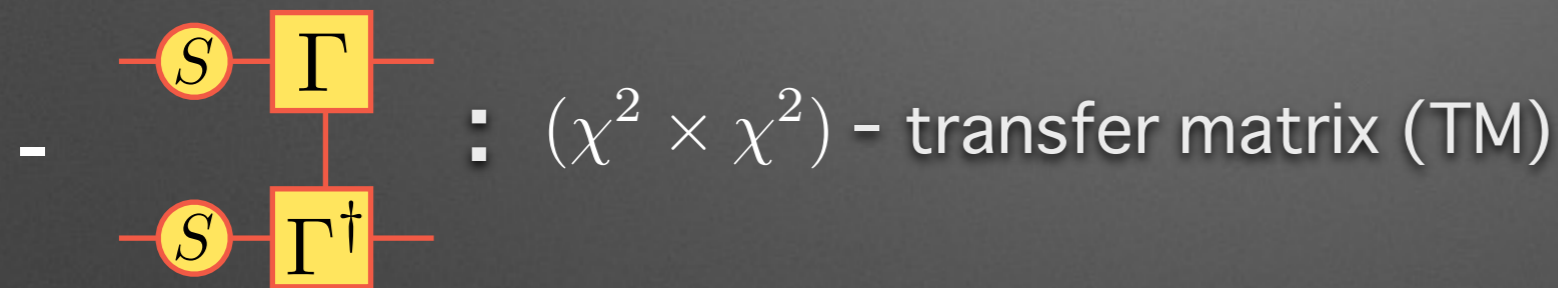 S Γ
- : (χ² × χ²) - transfer matrix (TM)
S Γ†